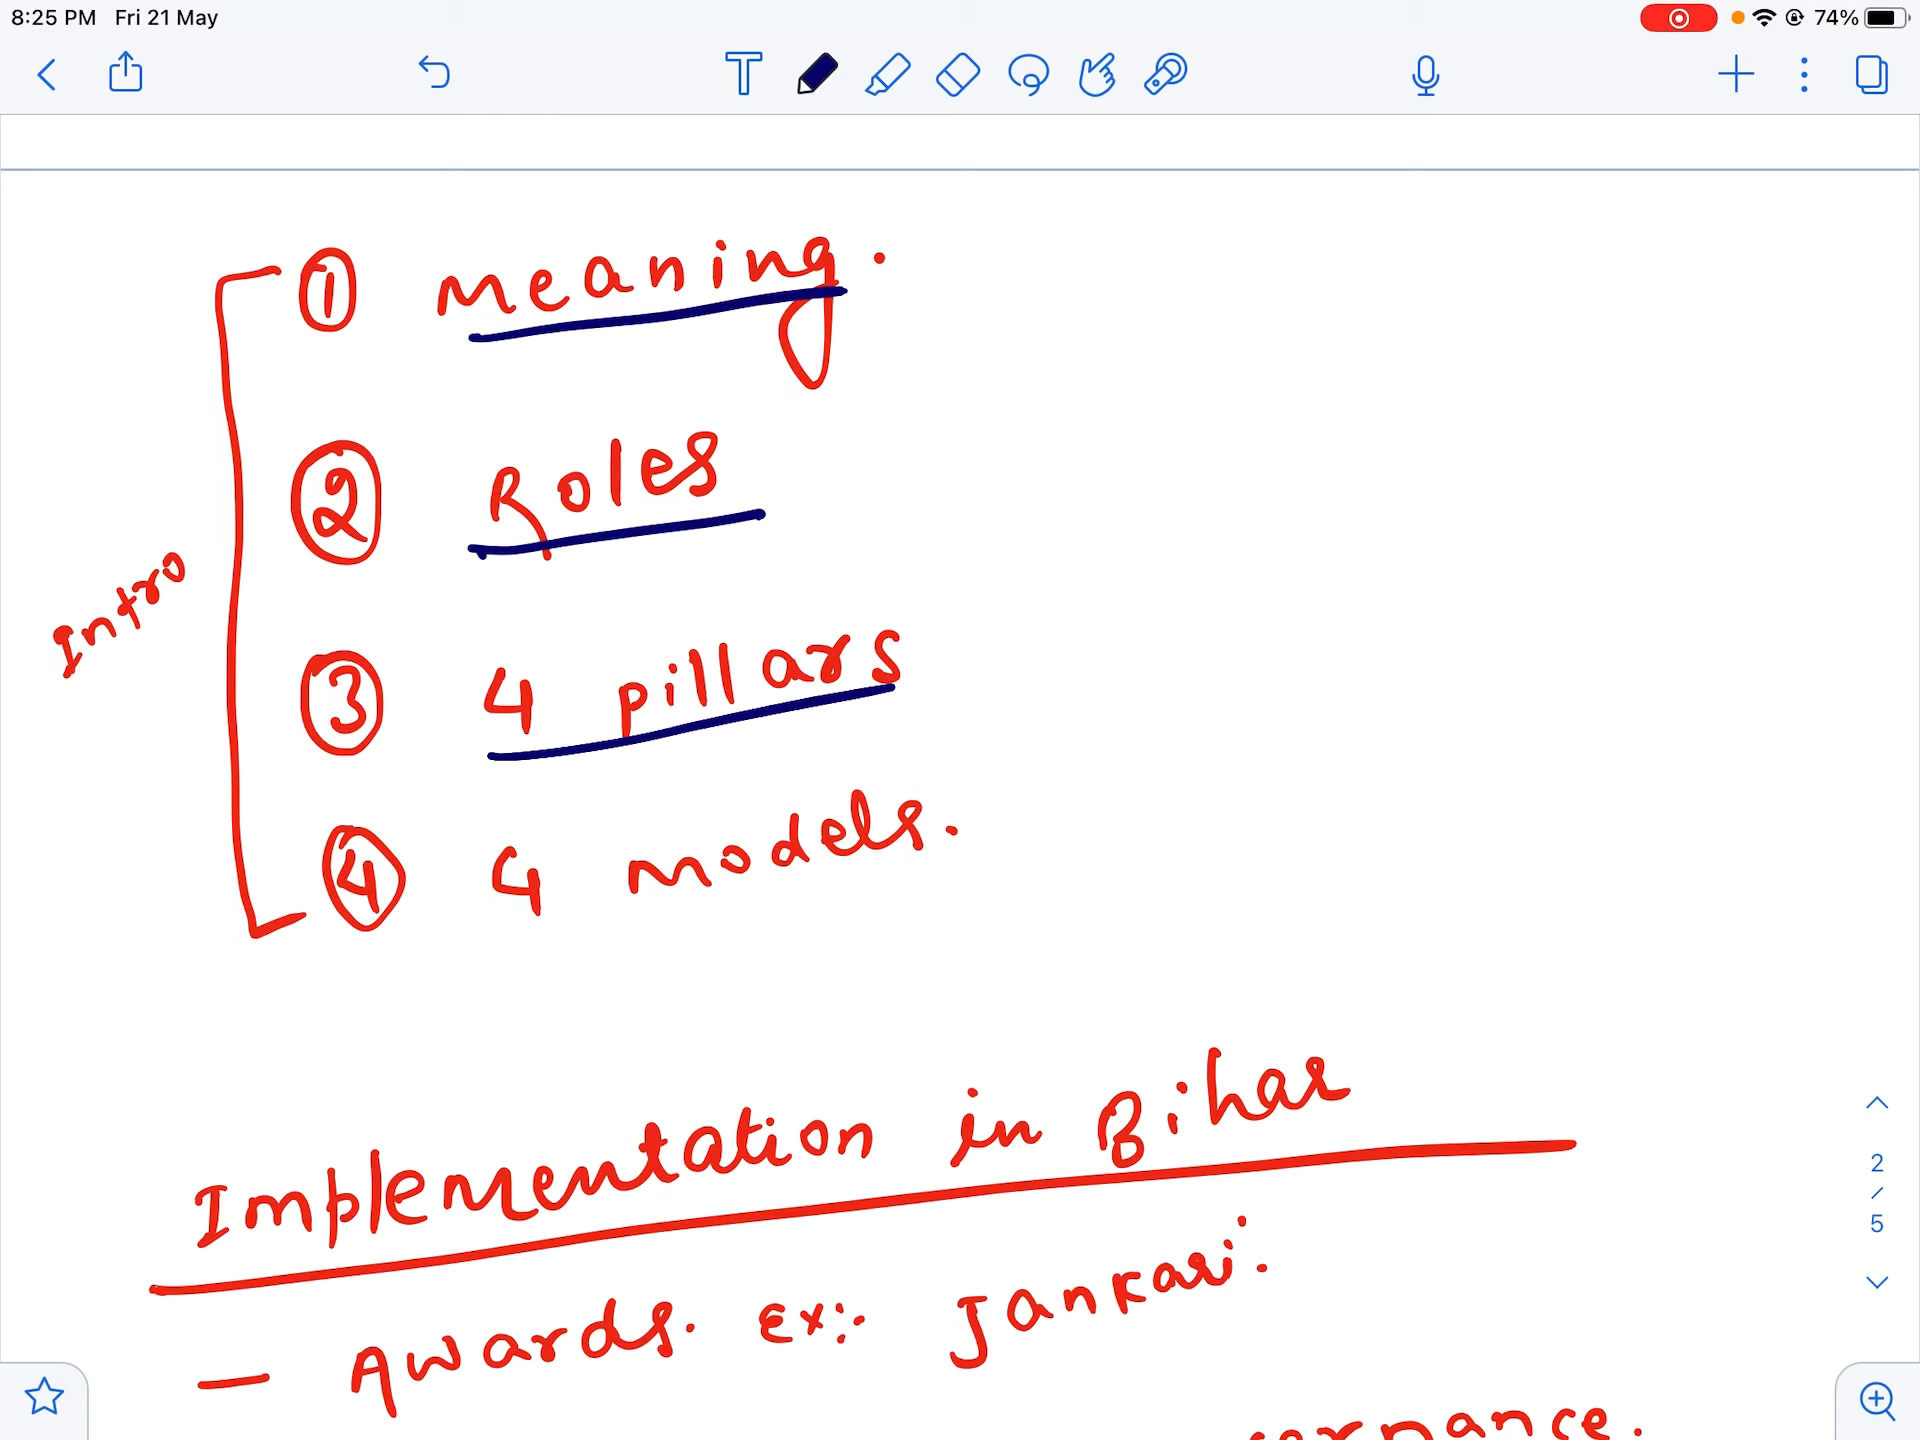 8:25 PM Fri 21 May
74%
Intro
1 Meaning.
2 Roles
3 4 pillars
4 4 models.
Implementation in Bihar
— Awards. Ex:- Jankari.
2
/
5